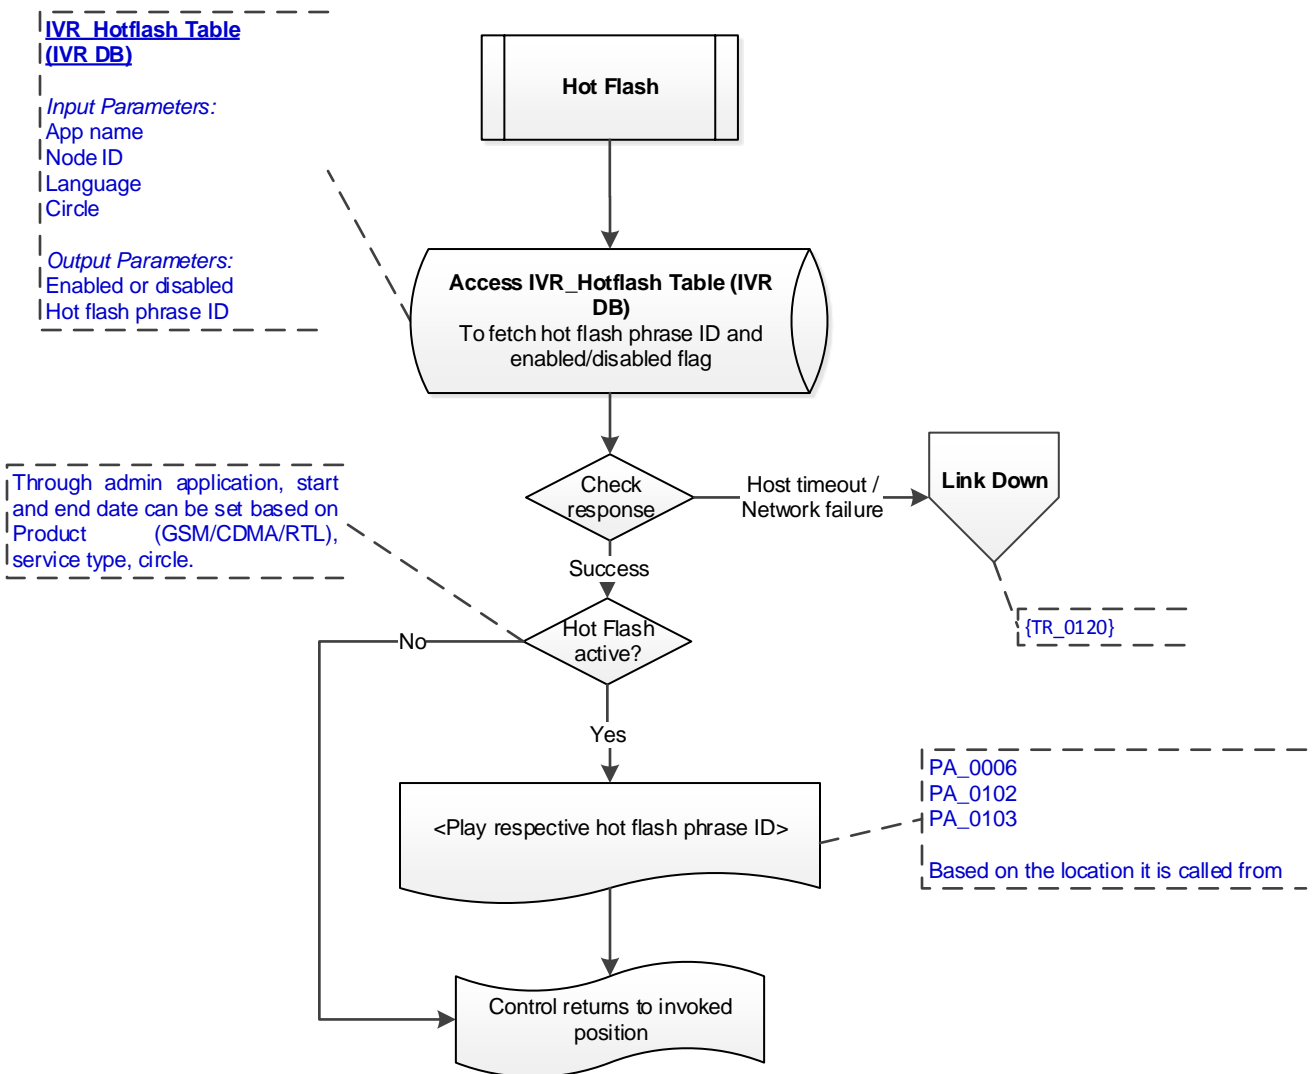 IVR_Hotflash Table
(IVR DB)
Input Parameters:
App name
Node ID
Language
Circle
Output Parameters:
Enabled or disabled
Hot flash phrase ID
Hot Flash
Access IVR_Hotflash Table (IVR
DB)
To fetch hot flash phrase ID and
enabled/disabled flag
Check
response
Host timeout /
Network failure
Link Down
{TR_0120}
Success
Through admin application, start
and end date can be set based on
Product (GSM/CDMA/RTL),
service type, circle.
Hot Flash
active?
No
Yes
<Play respective hot flash phrase ID>
PA_0006
PA_0102
PA_0103
Based on the location it is called from
Control returns to invoked
position